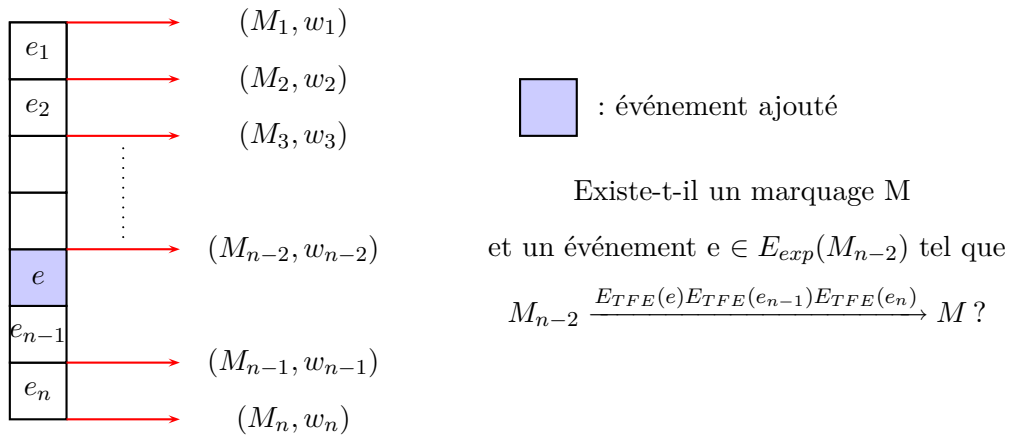 (M_1, w_1)
e_1
(M_2, w_2)
e_2
(M_3, w_3)
(M_{n-2}, w_{n-2})
e
e_{n-1}
(M_{n-1}, w_{n-1})
e_n
(M_n, w_n)
: événement ajouté
Existe-t-il un marquage M
et un événement e ∈ E_{exp}(M_{n-2}) tel que
M_{n-2} \xrightarrow{E_{TFE}(e)E_{TFE}(e_{n-1})E_{TFE}(e_n)} M ?